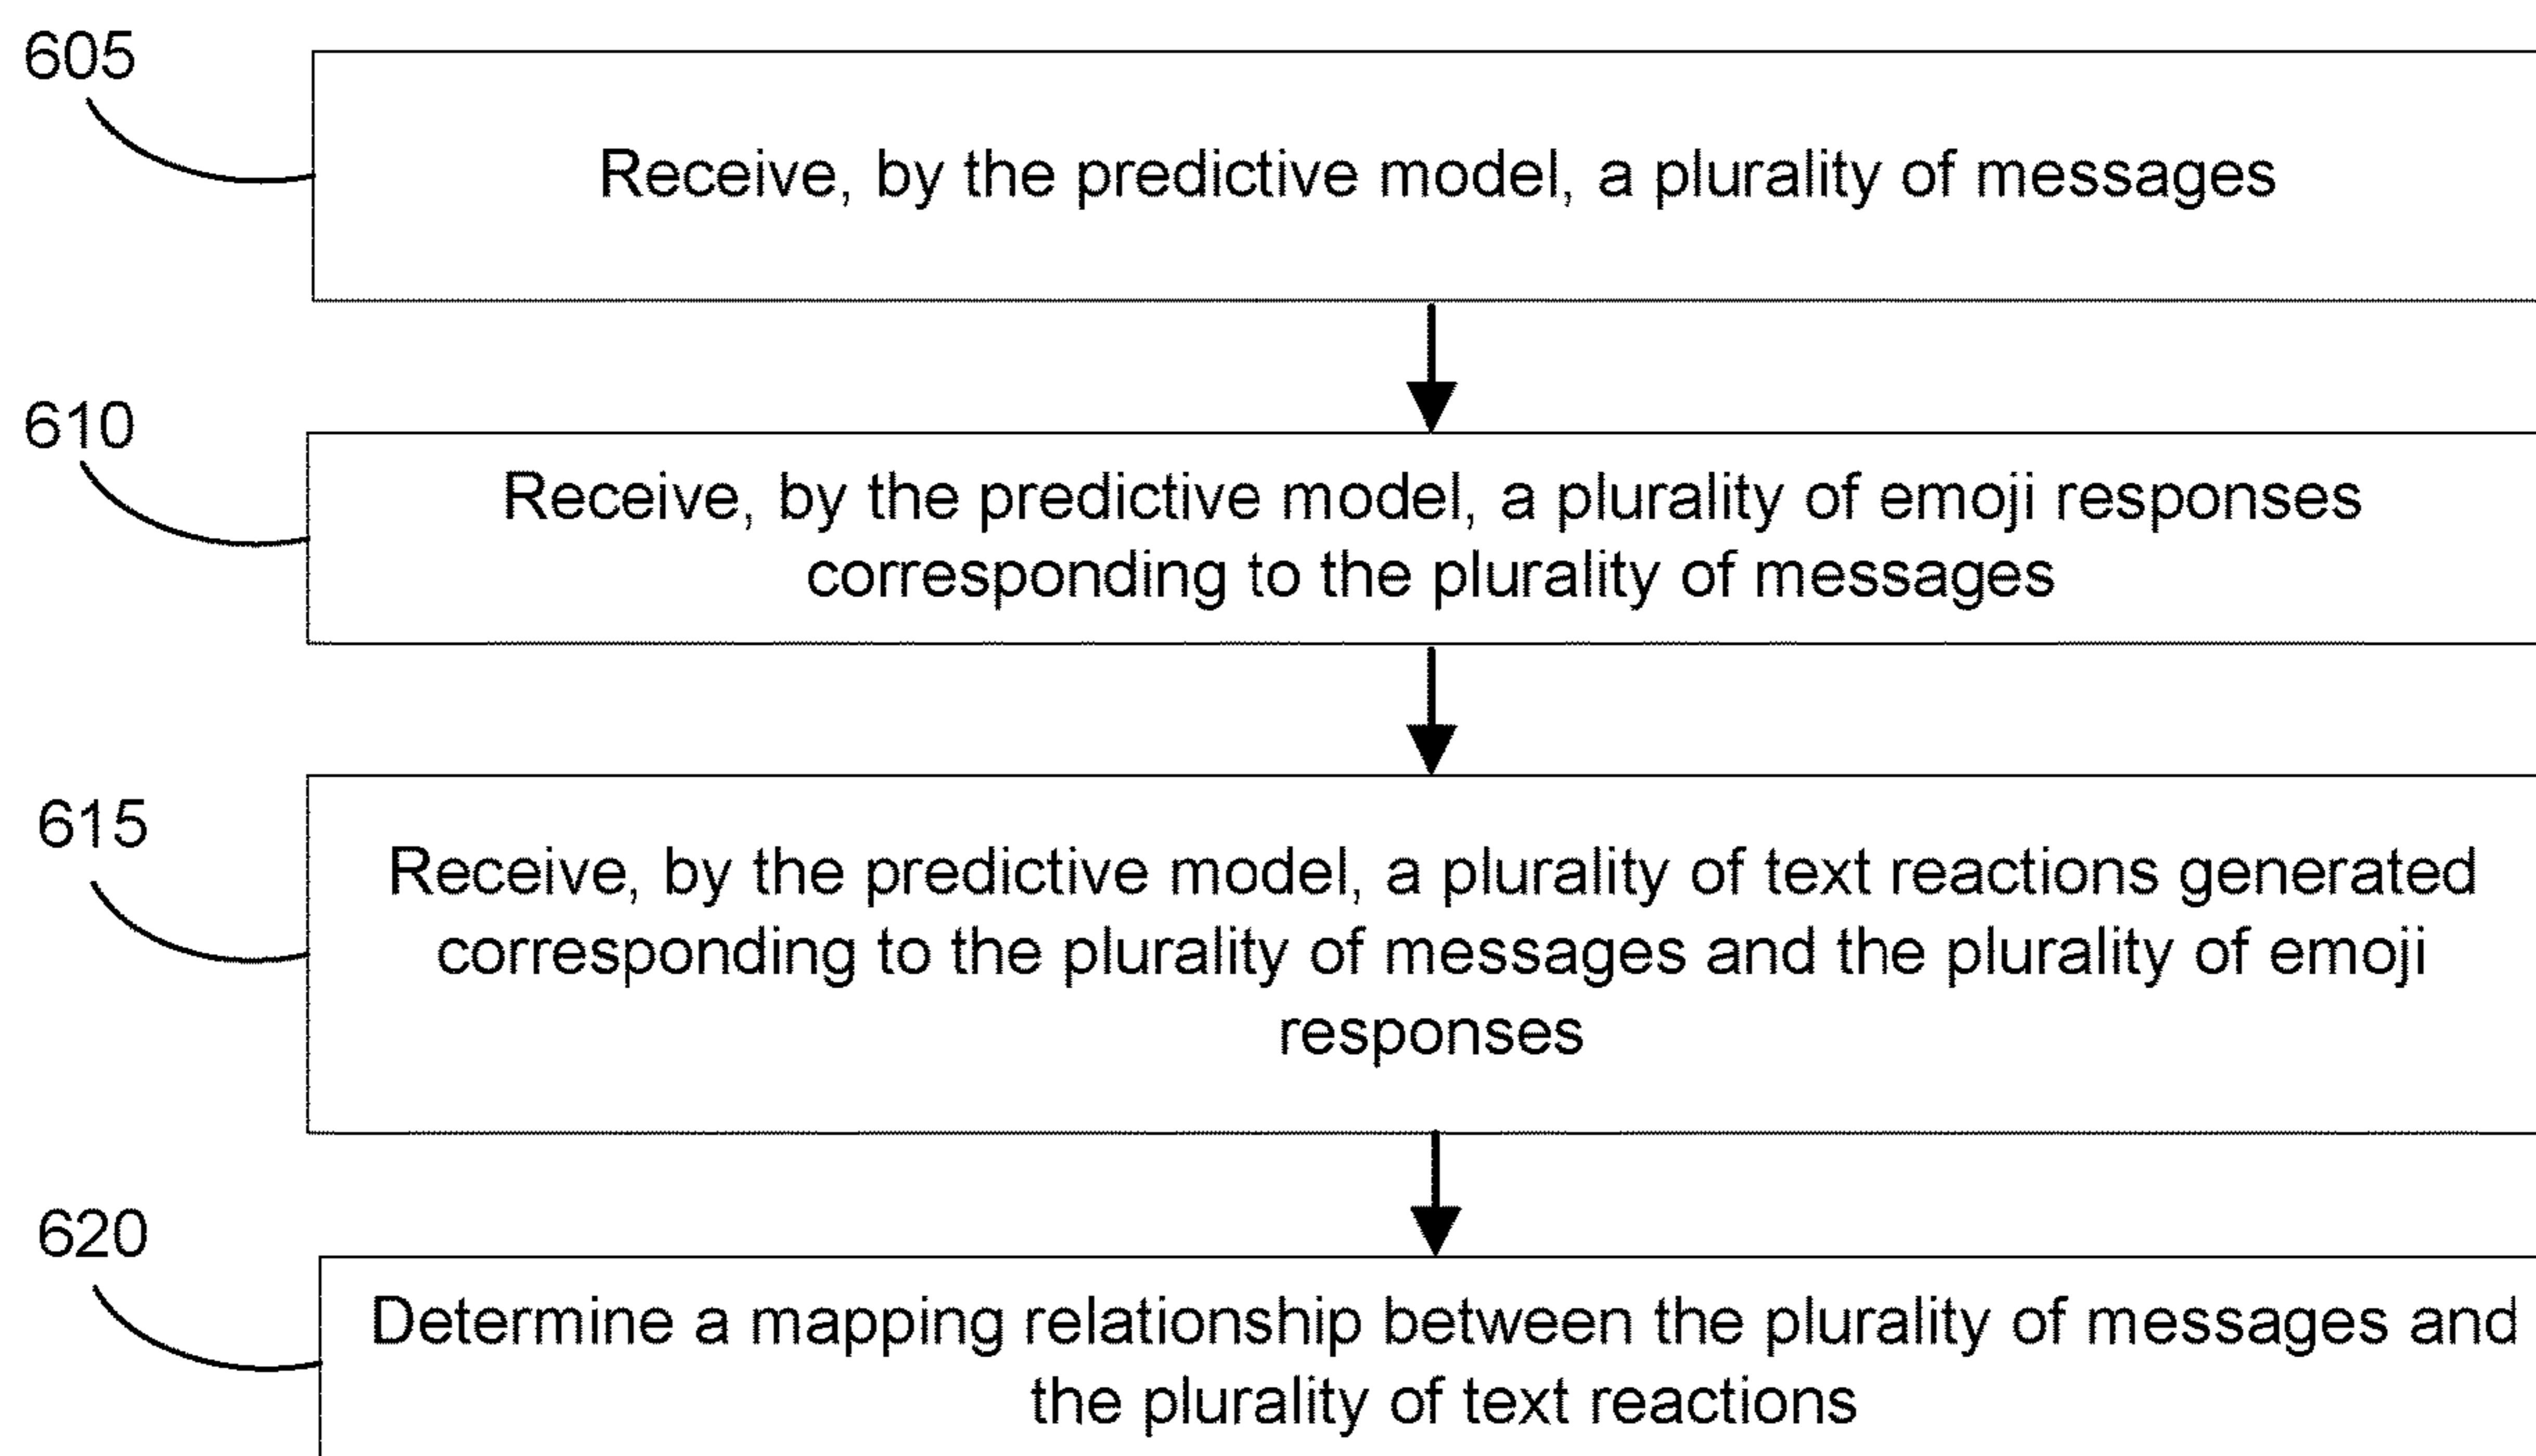 605
Receive, by the predictive model, a plurality of messages
610
Receive, by the predictive model, a plurality of emoji responses
corresponding to the plurality of messages
615
Receive, by the predictive model, a plurality of text reactions generated
corresponding to the plurality of messages and the plurality of emoji
responses
620
Determine a mapping relationship between the plurality of messages and
the plurality of text reactions